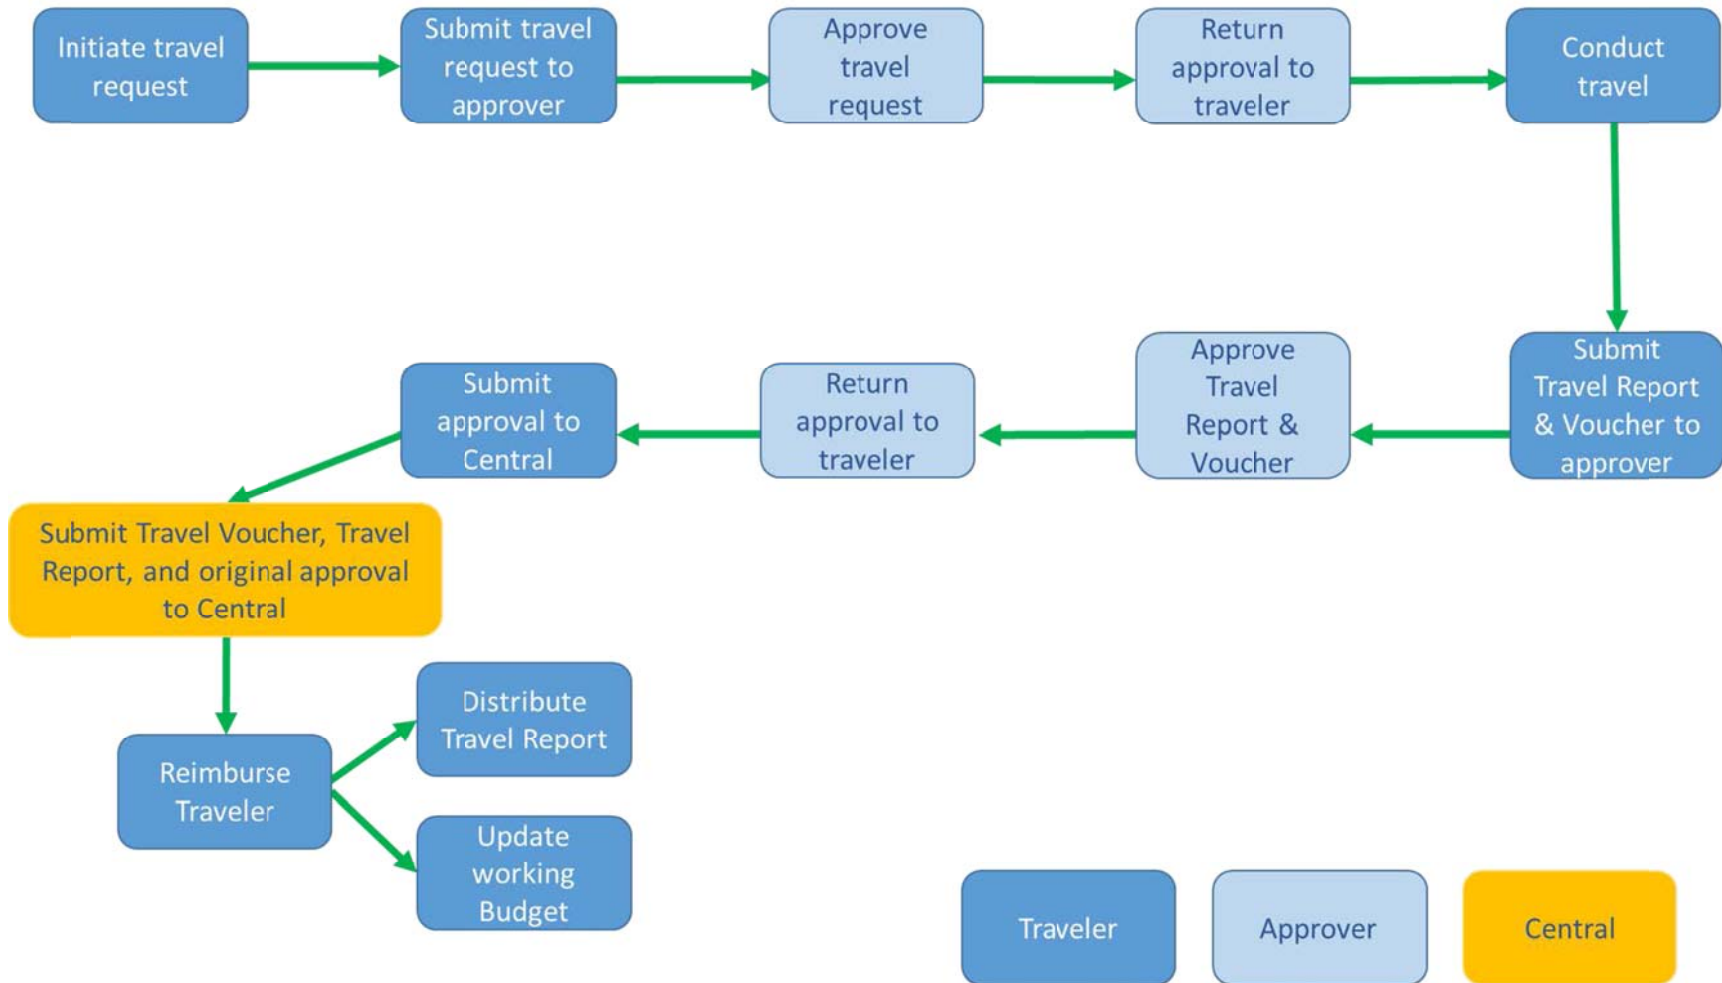 Initiate travel
request
Submit travel
request to
approver
Approve
travel
request
Return
approval to
traveler
Conduct
travel
Submit
Travel Report
& Voucher to
approver
Approve
Travel
Report &
Voucher
Return
approval to
traveler
Submit
approval to
Central
Submit Travel Voucher, Travel
Report, and original approval
to Central
Reimburse
Traveler
Distribute
Travel Report
Update
working
Budget
Traveler
Approver
Central